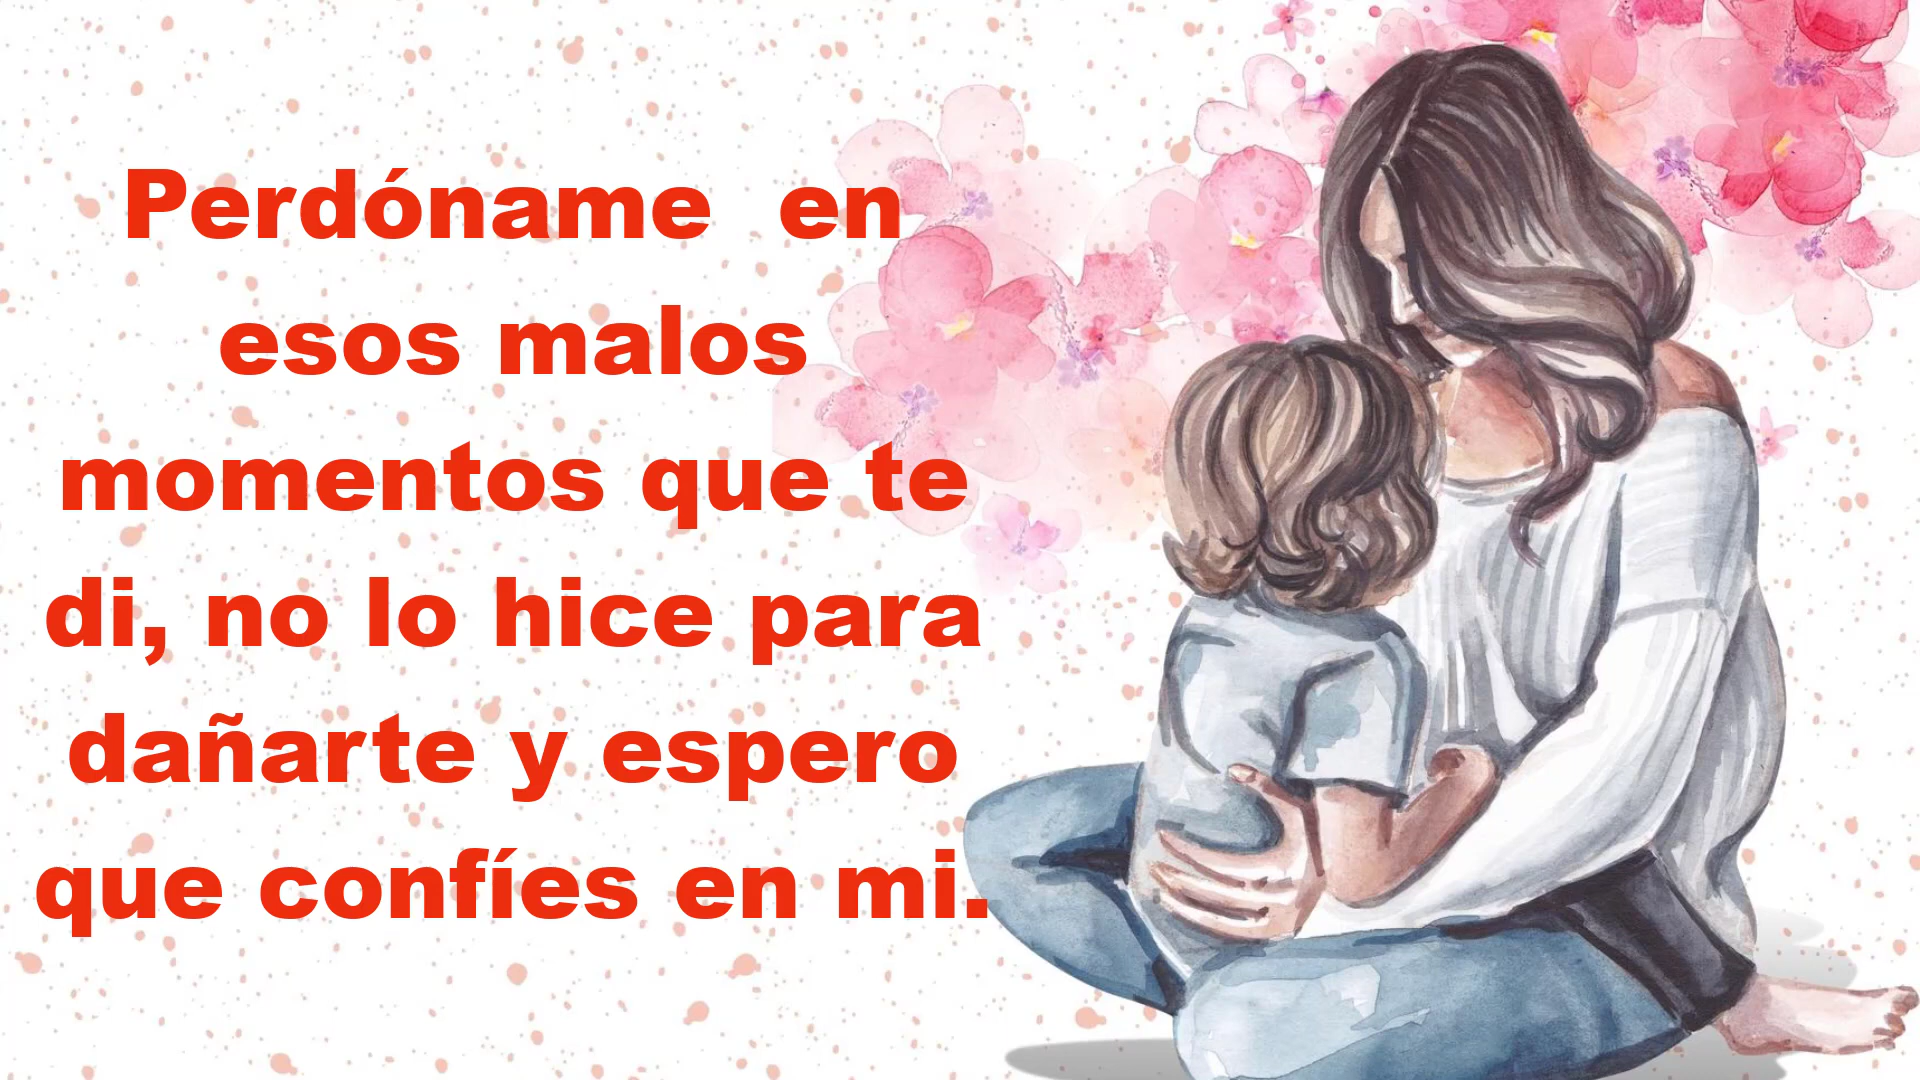 Perdóname  en
esos malos
momentos que te
di, no lo hice para
dañarte y espero
que confíes en mi.